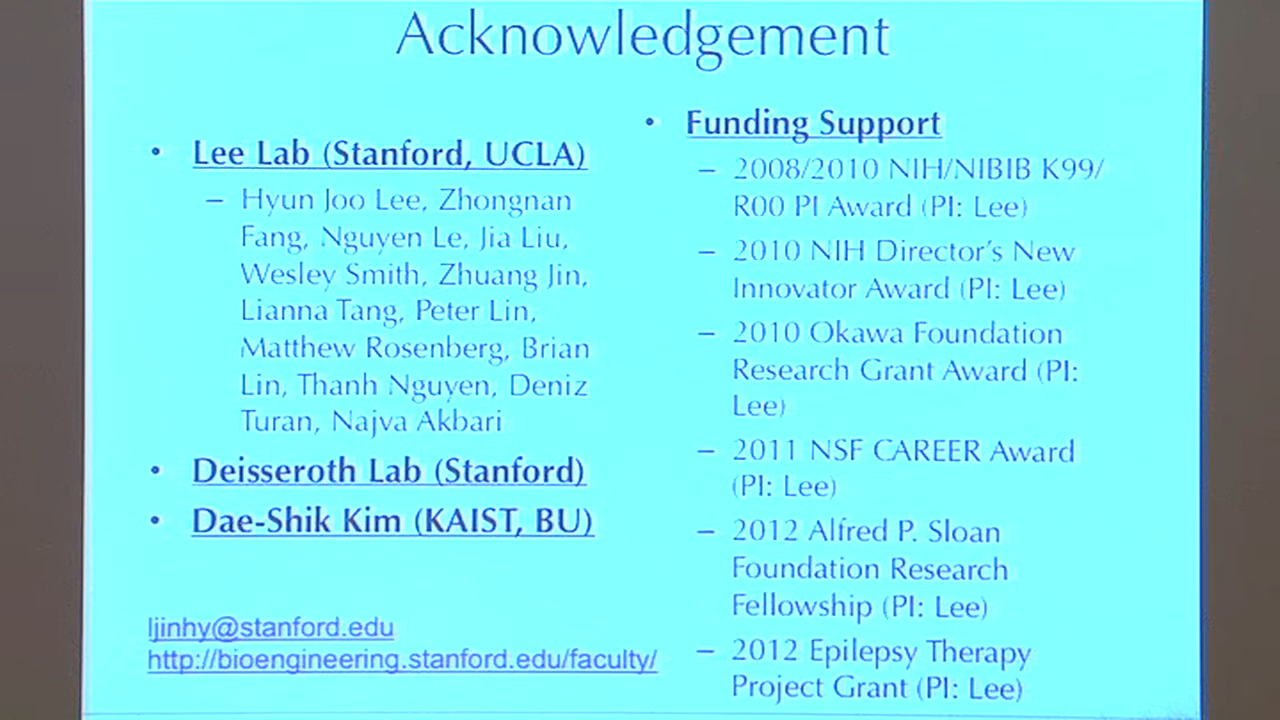 Acknowledgement
• Lee Lab (Stanford, UCLA)
– Hyun Joo Lee, Zhongnan
Fang, Nguyen Le, Jia Liu,
Wesley Smith, Zhuang Jin,
Lianna Tang, Peter Lin,
Matthew Rosenberg, Brian
Lin, Thanh Nguyen, Deniz
Turan, Najva Akbari
• Deisseroth Lab (Stanford)
• Dae-Shik Kim (KAIST, BU)
ljinhy@stanford.edu
http://bioengineering.stanford.edu/faculty/
• Funding Support
– 2008/2010 NIH/NIBIB K99/
R00 PI Award (PI: Lee)
– 2010 NIH Director's New
Innovator Award (PI: Lee)
– 2010 Okawa Foundation
Research Grant Award (PI:
Lee)
– 2011 NSF CAREER Award
(PI: Lee)
– 2012 Alfred P. Sloan
Foundation Research
Fellowship (PI: Lee)
– 2012 Epilepsy Therapy
Project Grant (PI: Lee)